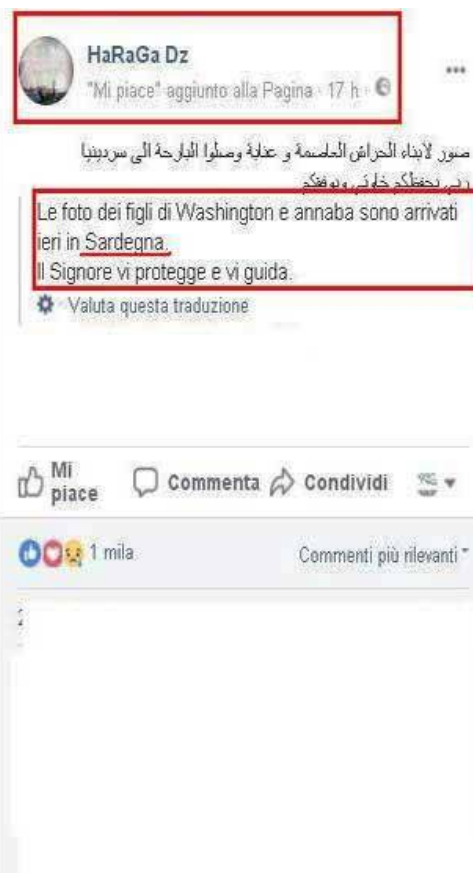 HaRaGa Dz
"Mi piace" aggiunto alla Pagina · 17 h ·
صور لابناء الحراش العاصمة و عنابة وصلوا البارحة الى سردينيا
ربي يحفظكم خاوتي ويوفقكم
Le foto dei figli di Washington e annaba sono arrivati
ieri in Sardegna.
Il Signore vi protegge e vi guida.
Valuta questa traduzione
Mi piace
Commenta
Condividi
1 mila
Commenti più rilevanti